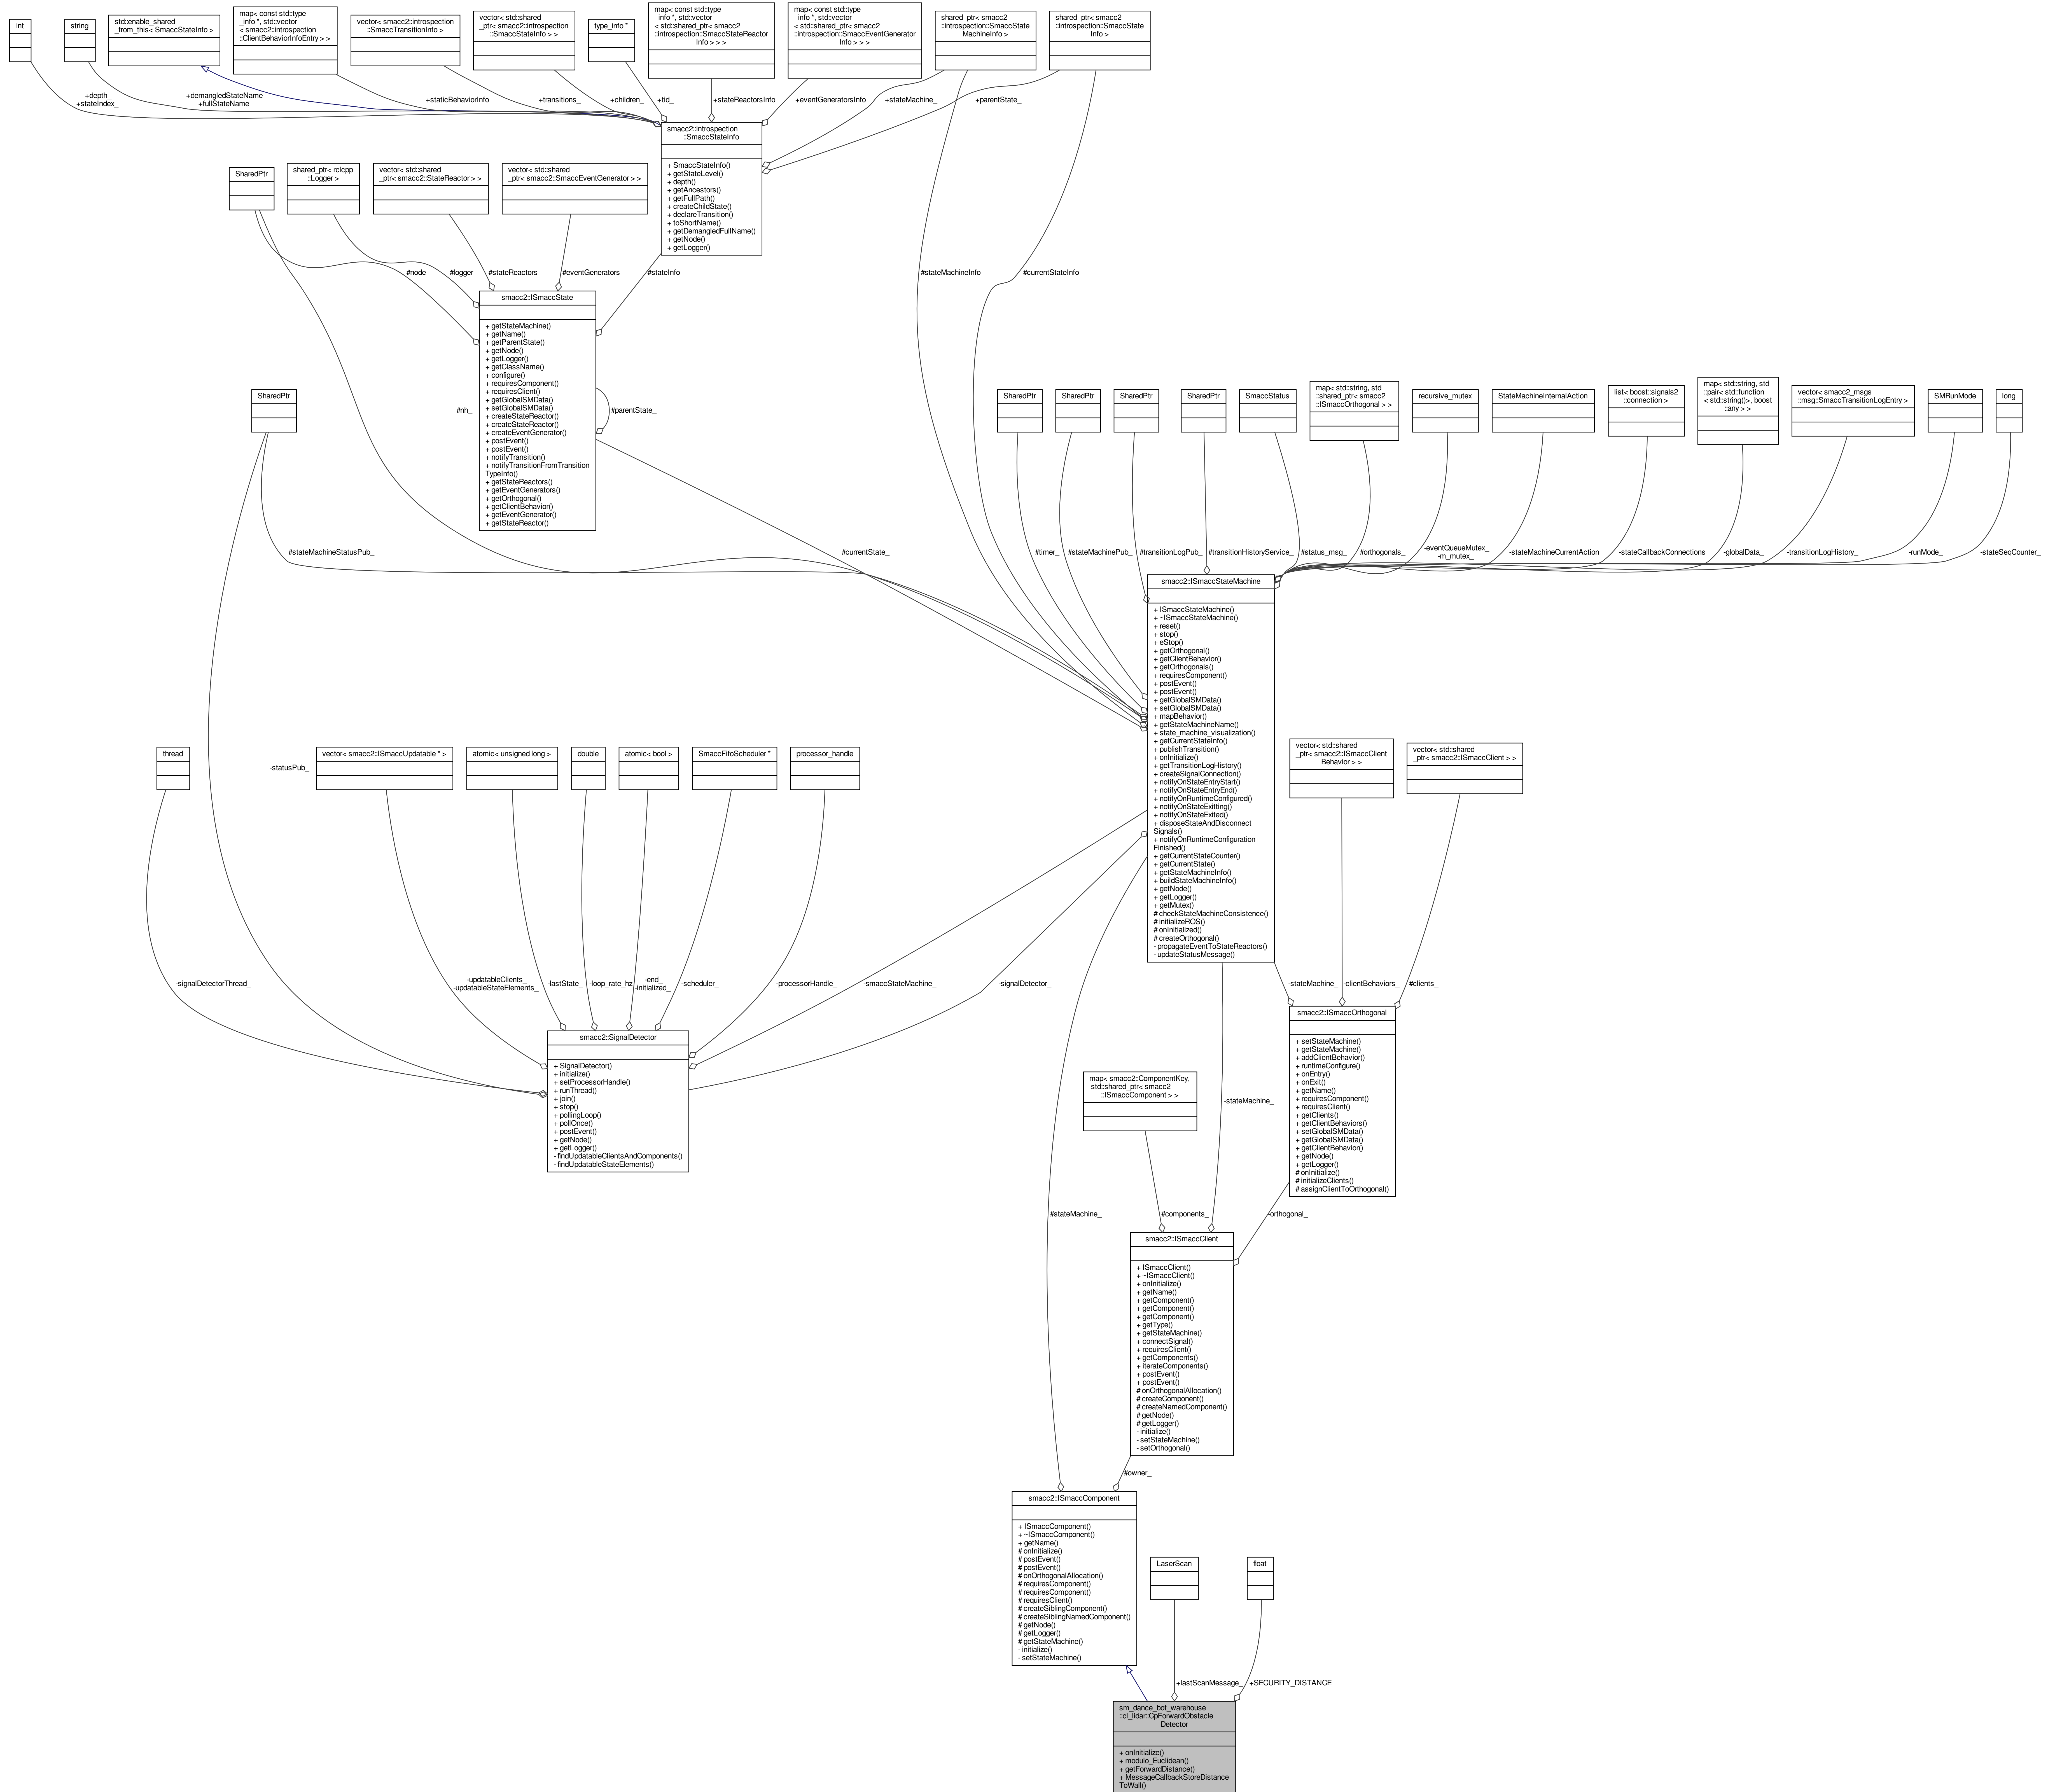 int
string
std::enable_shared
_from_this< SmaccStateInfo >
map< const std::type
_info *, std::vector
< smacc2::introspection
::ClientBehaviorInfoEntry > >
vector< smacc2::introspection
::SmaccTransitionInfo >
vector< std::shared
_ptr< smacc2::introspection
::SmaccStateInfo > >
type_info *
map< const std::type
_info *, std::vector
< std::shared_ptr< smacc2
::introspection::SmaccStateReactor
Info > > >
map< const std::type
_info *, std::vector
< std::shared_ptr< smacc2
::introspection::SmaccEventGenerator
Info > > >
shared_ptr< smacc2
::introspection::SmaccState
MachineInfo >
shared_ptr< smacc2
::introspection::SmaccState
Info >
+depth_
+stateIndex_
+demangledStateName
+fullStateName
+staticBehaviorInfo
+transitions_
+children_
+tid_
+stateReactorsInfo
+eventGeneratorsInfo
+stateMachine_
+parentState_
smacc2::introspection
::SmaccStateInfo
+ SmaccStateInfo()
+ getStateLevel()
+ depth()
+ getAncestors()
+ getFullPath()
+ createChildState()
+ declareTransition()
+ toShortName()
+ getDemangledFullName()
+ getNode()
+ getLogger()
SharedPtr
shared_ptr< rclcpp
::Logger >
vector< std::shared
_ptr< smacc2::StateReactor > >
vector< std::shared
_ptr< smacc2::SmaccEventGenerator > >
#node_
#logger_
#stateReactors_
#eventGenerators_
#stateInfo_
#stateMachineInfo_
#currentStateInfo_
smacc2::ISmaccState
+ getStateMachine()
+ getName()
+ getParentState()
+ getNode()
+ getLogger()
+ getClassName()
+ configure()
+ requiresComponent()
+ requiresClient()
+ getGlobalSMData()
+ setGlobalSMData()
+ createStateReactor()
+ createStateReactor()
+ createEventGenerator()
+ postEvent()
+ postEvent()
+ notifyTransition()
+ notifyTransitionFromTransition
TypeInfo()
+ getStateReactors()
+ getEventGenerators()
+ getOrthogonal()
+ getClientBehavior()
+ getEventGenerator()
+ getStateReactor()
#parentState_
#nh_
SharedPtr
SharedPtr
SharedPtr
SharedPtr
SharedPtr
SmaccStatus
map< std::string, std
::shared_ptr< smacc2
::ISmaccOrthogonal > >
recursive_mutex
StateMachineInternalAction
list< boost::signals2
::connection >
map< std::string, std
::pair< std::function
< std::string()>, boost
::any > >
vector< smacc2_msgs
::msg::SmaccTransitionLogEntry >
SMRunMode
long
#stateMachineStatusPub_
#currentState_
#timer_
#stateMachinePub_
#transitionLogPub_
#transitionHistoryService_
#status_msg_
#orthogonals_
-eventQueueMutex_
-m_mutex_
-stateMachineCurrentAction
-stateCallbackConnections
-globalData_
-transitionLogHistory_
-runMode_
-stateSeqCounter_
smacc2::ISmaccStateMachine
+ ISmaccStateMachine()
+ ~ISmaccStateMachine()
+ reset()
+ stop()
+ eStop()
+ getOrthogonal()
+ getClientBehavior()
+ getOrthogonals()
+ requiresComponent()
+ postEvent()
+ postEvent()
+ getGlobalSMData()
+ setGlobalSMData()
+ mapBehavior()
+ getStateMachineName()
+ state_machine_visualization()
+ getCurrentStateInfo()
+ publishTransition()
+ onInitialize()
+ getTransitionLogHistory()
+ createSignalConnection()
+ notifyOnStateEntryStart()
+ notifyOnStateEntryEnd()
+ notifyOnRuntimeConfigured()
+ notifyOnStateExitting()
+ notifyOnStateExited()
+ disposeStateAndDisconnect
Signals()
+ notifyOnRuntimeConfiguration
Finished()
+ getCurrentStateCounter()
+ getCurrentState()
+ getStateMachineInfo()
+ buildStateMachineInfo()
+ getNode()
+ getLogger()
+ getMutex()
# checkStateMachineConsistence()
# initializeROS()
# onInitialized()
# createOrthogonal()
- propagateEventToStateReactors()
- updateStatusMessage()
thread
-statusPub_
vector< smacc2::ISmaccUpdatable * >
atomic< unsigned long >
double
atomic< bool >
SmaccFifoScheduler *
processor_handle
vector< std::shared
_ptr< smacc2::ISmaccClient
Behavior > >
vector< std::shared
_ptr< smacc2::ISmaccClient > >
-signalDetectorThread_
-updatableClients_
-updatableStateElements_
-lastState_
-loop_rate_hz
-end_
-initialized_
-scheduler_
-processorHandle_
-smaccStateMachine_
-signalDetector_
-stateMachine_
-clientBehaviors_
#clients_
smacc2::SignalDetector
+ SignalDetector()
+ initialize()
+ setProcessorHandle()
+ runThread()
+ join()
+ stop()
+ pollingLoop()
+ pollOnce()
+ postEvent()
+ getNode()
+ getLogger()
- findUpdatableClientsAndComponents()
- findUpdatableStateElements()
smacc2::ISmaccOrthogonal
+ setStateMachine()
+ getStateMachine()
+ addClientBehavior()
+ runtimeConfigure()
+ onEntry()
+ onExit()
+ getName()
+ requiresComponent()
+ requiresClient()
+ getClients()
+ getClientBehaviors()
+ setGlobalSMData()
+ getGlobalSMData()
+ getClientBehavior()
+ getNode()
+ getLogger()
# onInitialize()
# initializeClients()
# assignClientToOrthogonal()
map< smacc2::ComponentKey,
std::shared_ptr< smacc2
::ISmaccComponent > >
-stateMachine_
#stateMachine_
#components_
-orthogonal_
smacc2::ISmaccClient
+ ISmaccClient()
+ ~ISmaccClient()
+ onInitialize()
+ getName()
+ getComponent()
+ getComponent()
+ getComponent()
+ getType()
+ getStateMachine()
+ connectSignal()
+ requiresClient()
+ getComponents()
+ iterateComponents()
+ postEvent()
+ postEvent()
# onOrthogonalAllocation()
# createComponent()
# createNamedComponent()
# getNode()
# getLogger()
- initialize()
- setStateMachine()
- setOrthogonal()
#owner_
smacc2::ISmaccComponent
+ ISmaccComponent()
+ ~ISmaccComponent()
+ getName()
# onInitialize()
# postEvent()
# postEvent()
# onOrthogonalAllocation()
# requiresComponent()
# requiresComponent()
# requiresClient()
# createSiblingComponent()
# createSiblingNamedComponent()
# getNode()
# getLogger()
# getStateMachine()
- initialize()
- setStateMachine()
LaserScan
float
+lastScanMessage_
+SECURITY_DISTANCE
sm_dance_bot_warehouse
::cl_lidar::CpForwardObstacle
Detector
+ onInitialize()
+ modulo_Euclidean()
+ getForwardDistance()
+ MessageCallbackStoreDistance
ToWall()